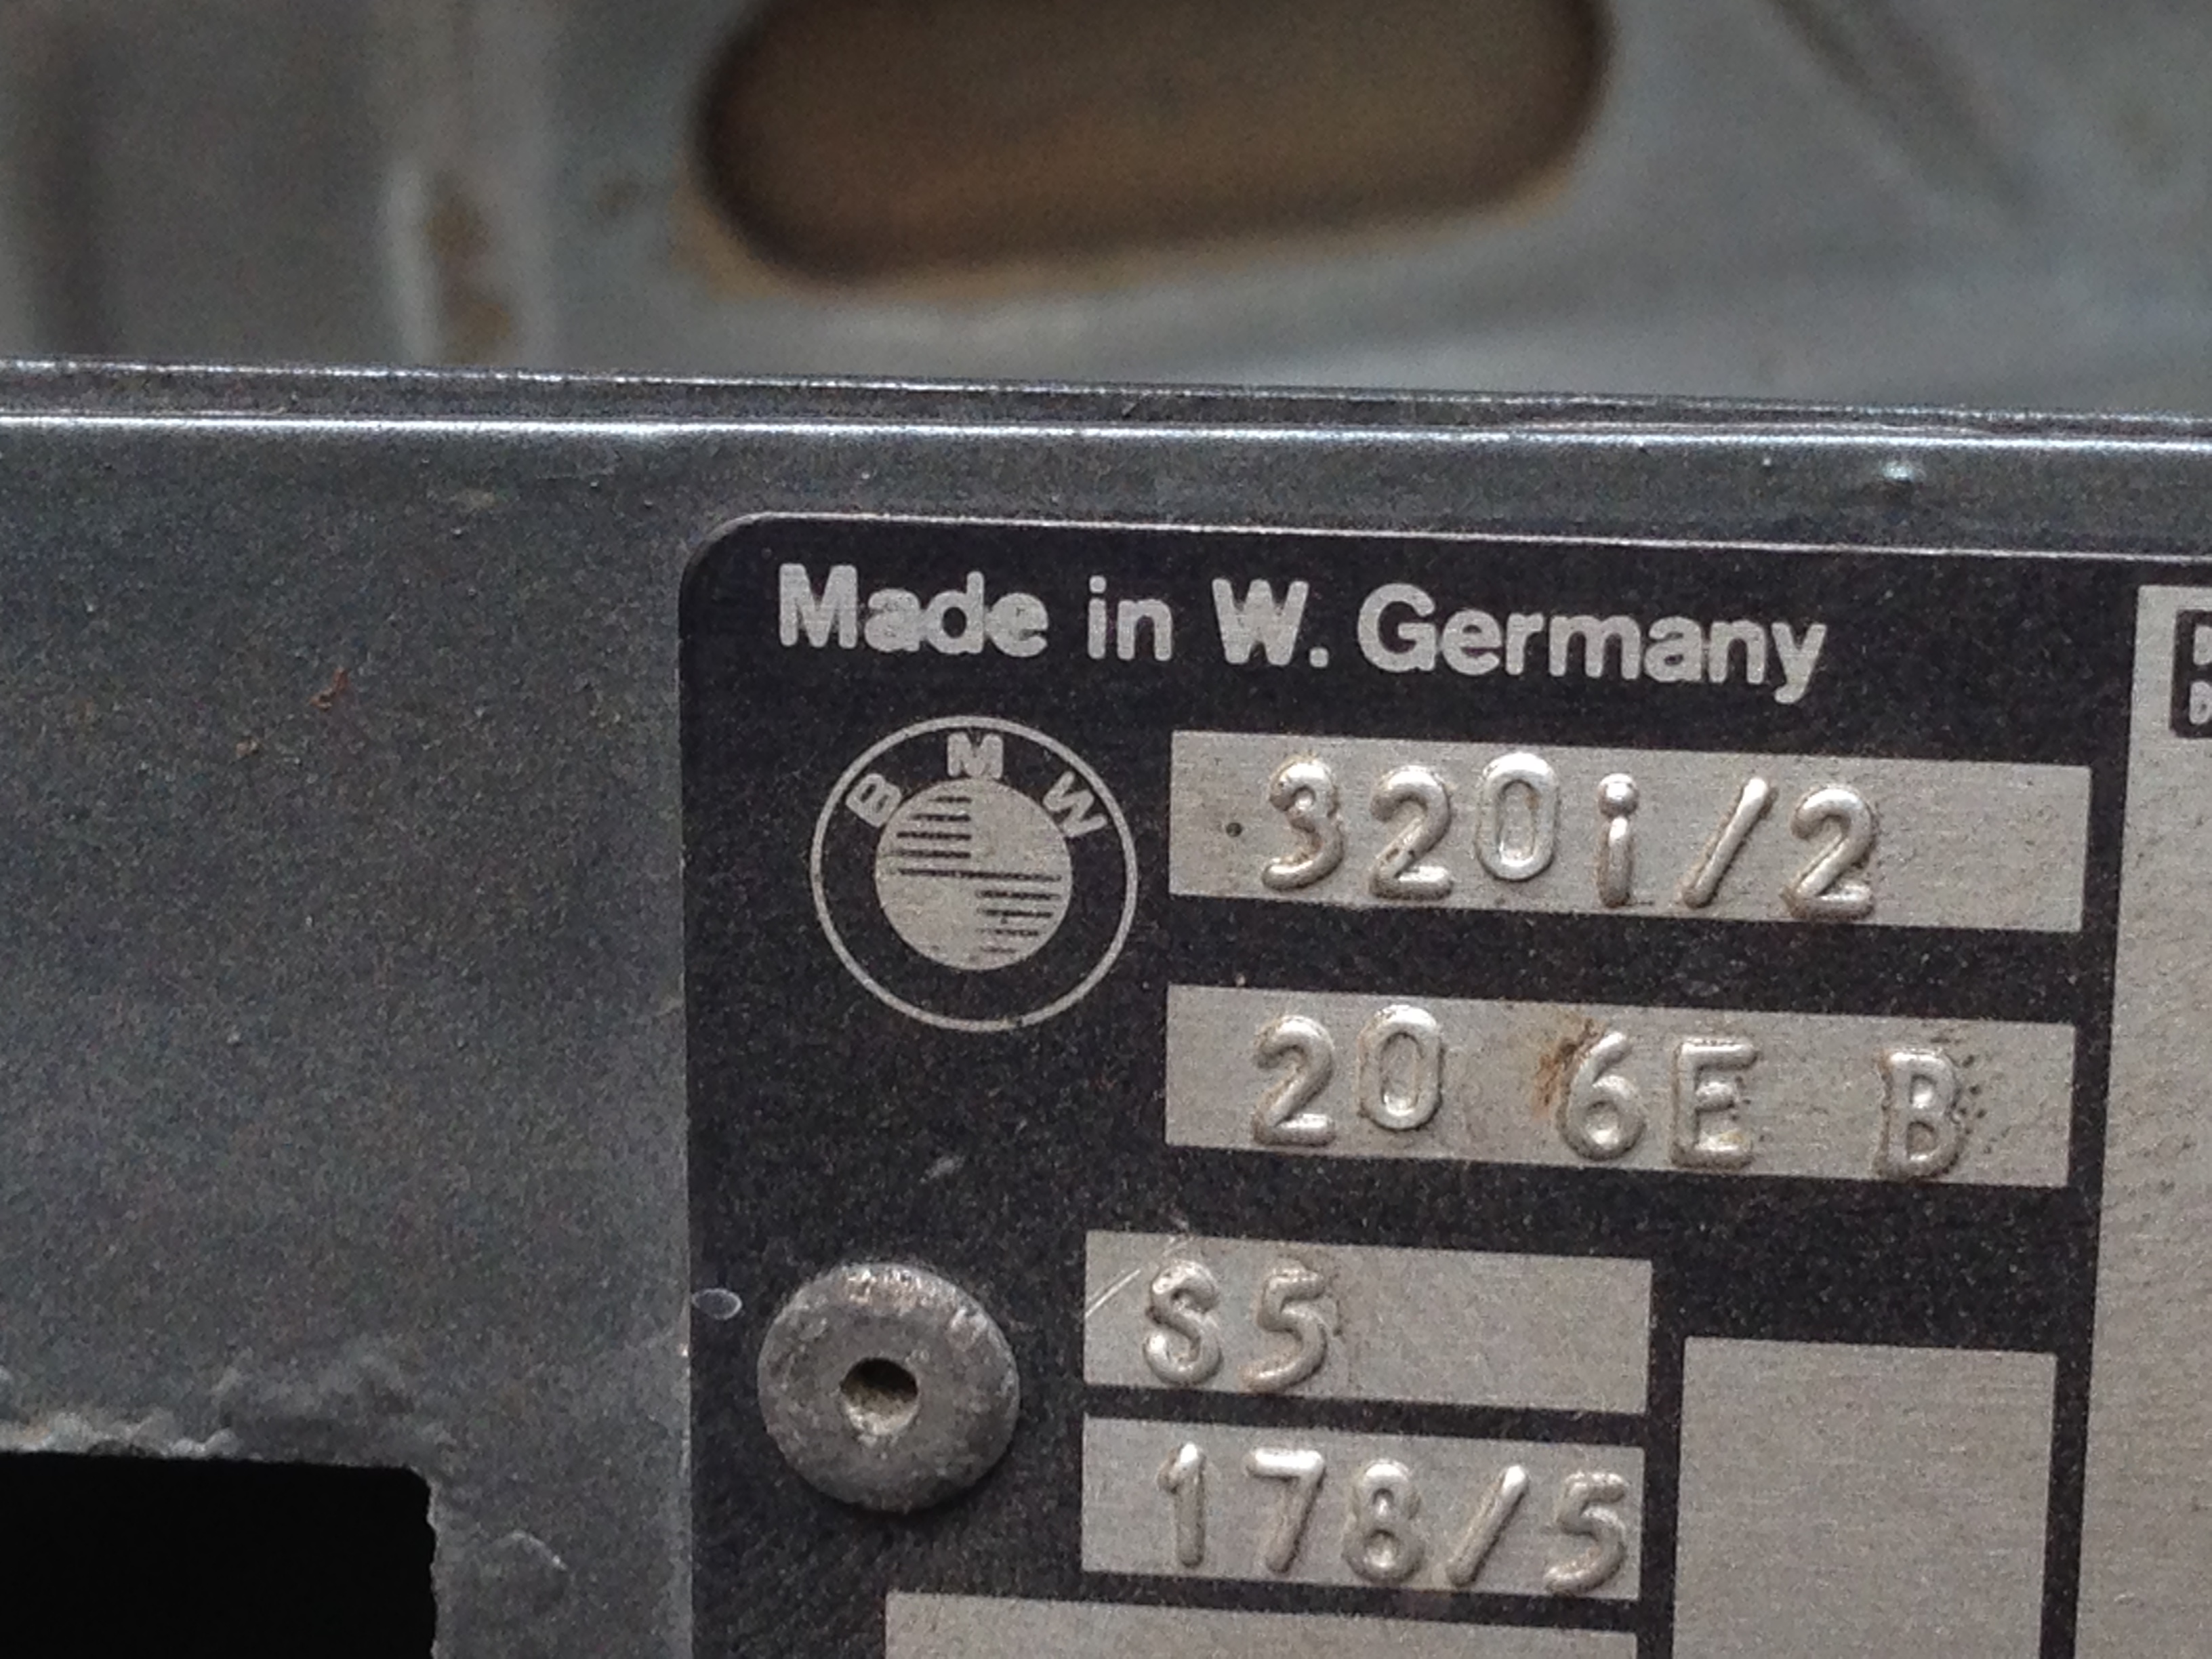 Made in W. Germany
BMW
320i/2
20 6E B
S5
178/5